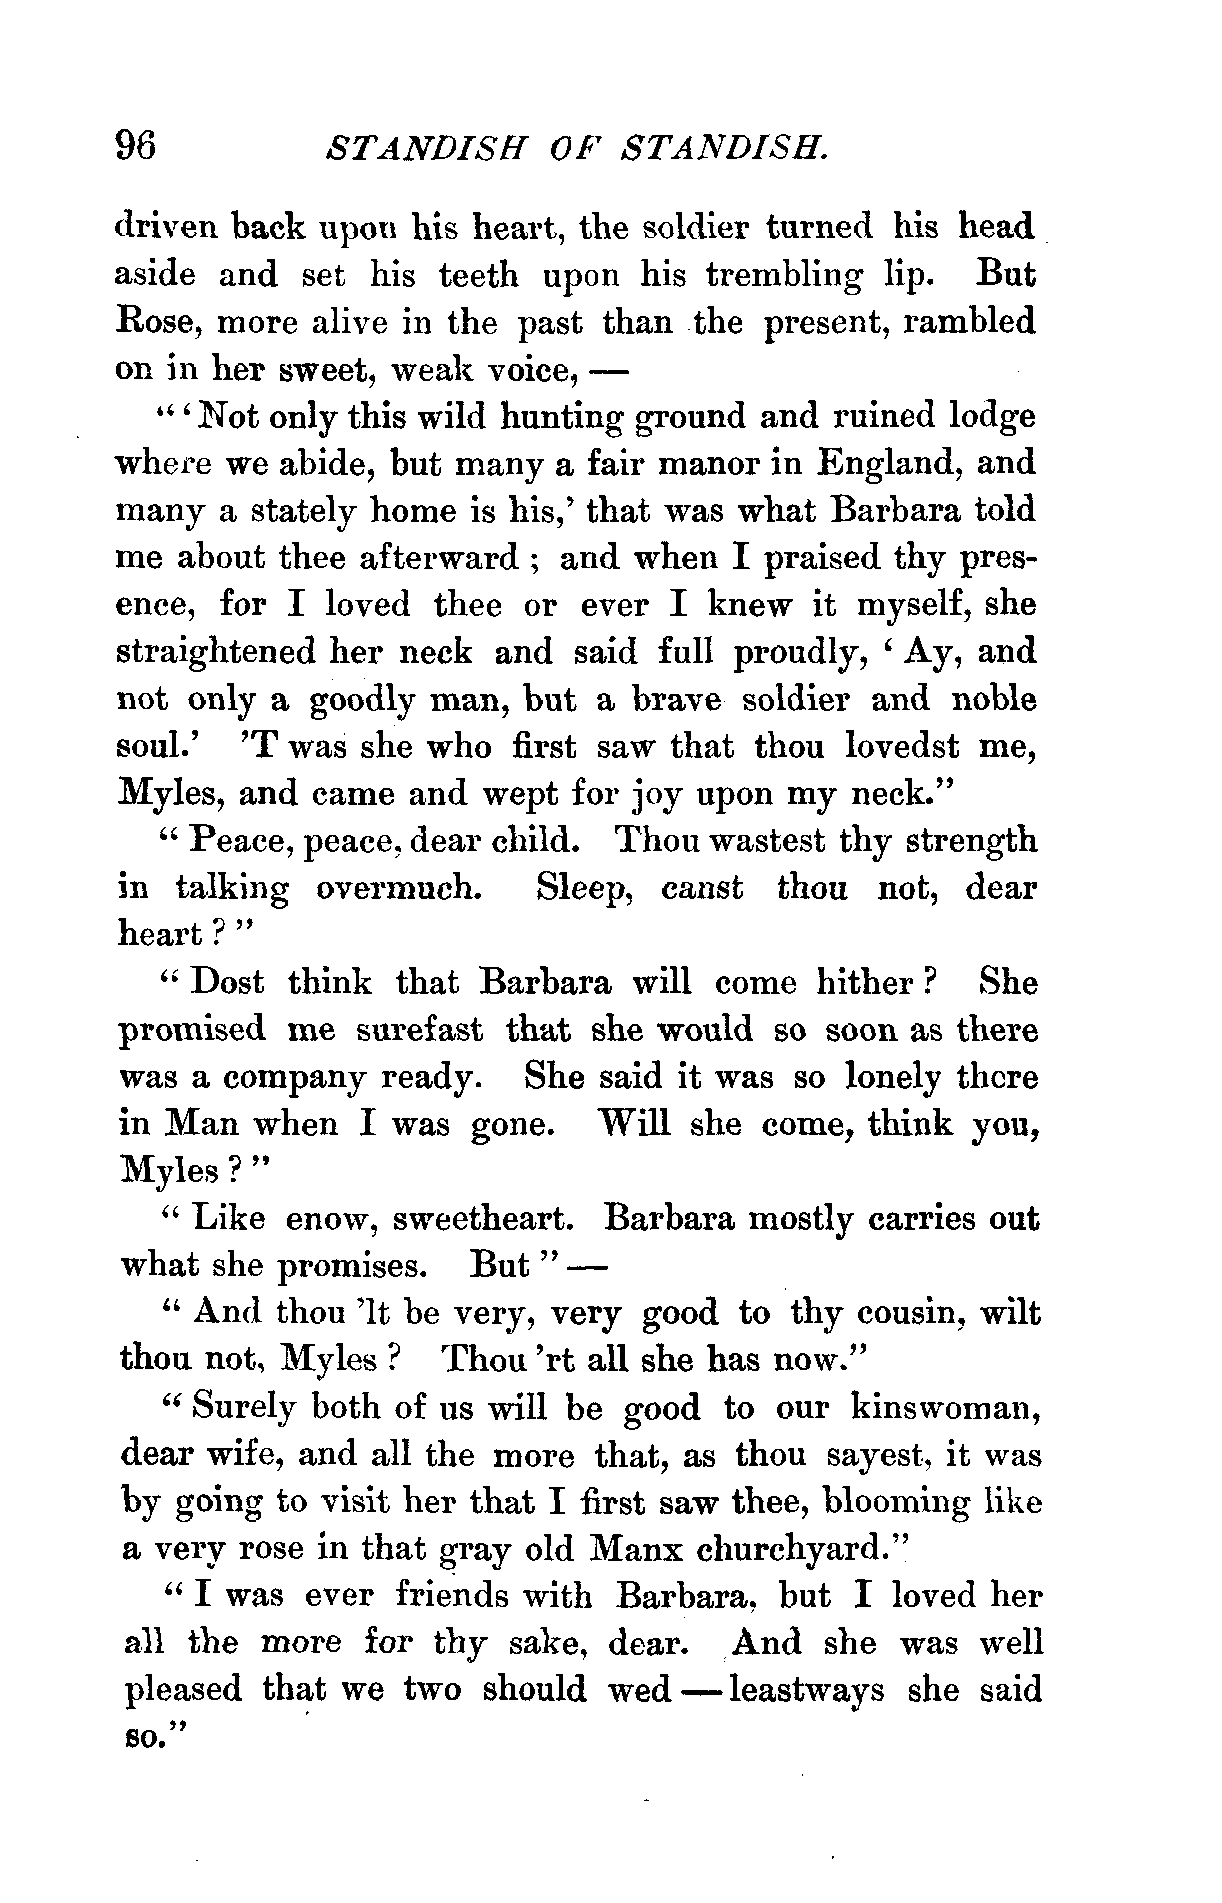 96 STANDISH OF STANDISH.
driven back upon his heart, the soldier turned his head
aside and set his teeth upon his trembling lip. But
Rose, more alive in the past than the present, rambled
on in her sweet, weak voice, —
“‘Not only this wild hunting ground and ruined lodge
where we abide, but many a fair manor in England, and
many a stately home is his,’ that was what Barbara told
me about thee afterward ; and when I praised thy pres-
ence, for I loved thee or ever I knew it myself, she
straightened her neck and said full proudly, ‘ Ay, and
not only a goodly man, but a brave soldier and noble
soul.’ ’T was she who first saw that thou lovedst me,
Myles, and came and wept for joy upon my neck.”
“ Peace, peace, dear child. Thou wastest thy strength
in talking overmuch. Sleep, canst thou not, dear
heart ? ”
“ Dost think that Barbara will come hither ? She
promised me surefast that she would so soon as there
was a company ready. She said it was so lonely there
in Man when I was gone. Will she come, think you,
Myles ? ”
“ Like enow, sweetheart. Barbara mostly carries out
what she promises. But ” —
“ And thou ’lt be very, very good to thy cousin, wilt
thou not, Myles ? Thou ’rt all she has now.”
“ Surely both of us will be good to our kinswoman,
dear wife, and all the more that, as thou sayest, it was
by going to visit her that I first saw thee, blooming like
a very rose in that gray old Manx churchyard.”
“ I was ever friends with Barbara, but I loved her
all the more for thy sake, dear. And she was well
pleased that we two should wed — leastways she said
so.”